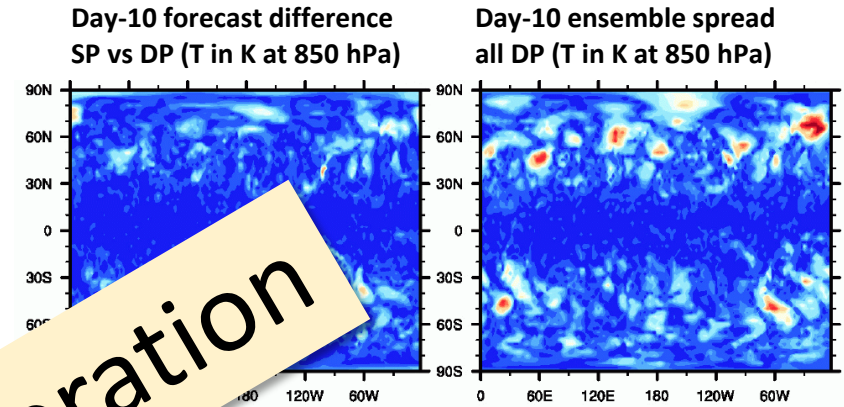 Day-10 forecast difference
SP vs DP (T in K at 850 hPa)
Day-10 ensemble spread
all DP (T in K at 850 hPa)
90N
60N
30N
0
30S
120W 60W
90N
60N
30N
0
30S
60S
90S
0 60E 120E 180 120W 60W